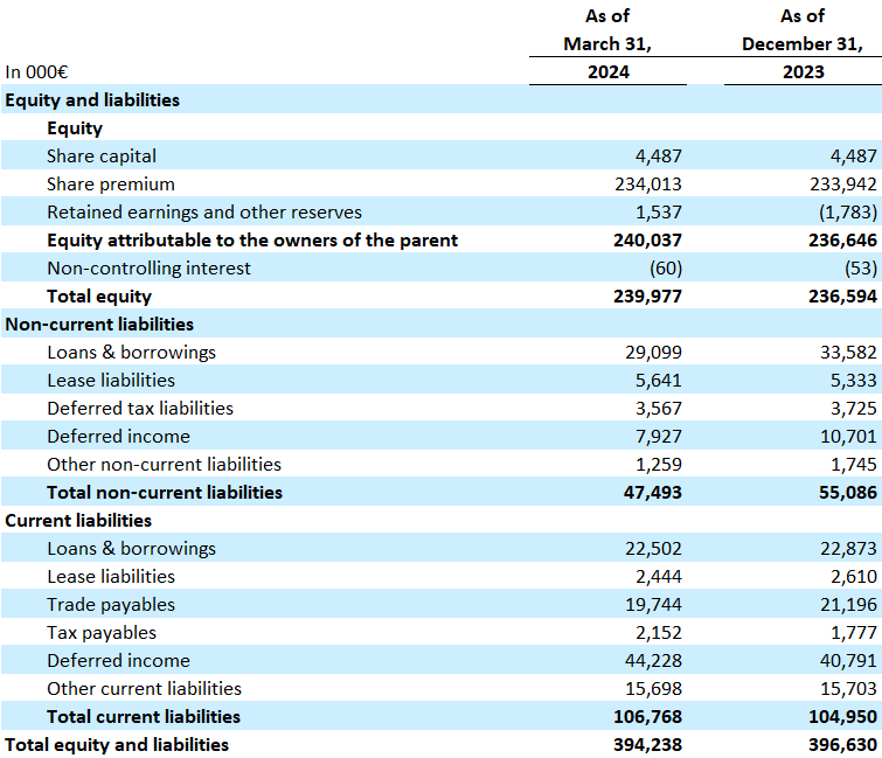 As of As of
March 31, December 31,
In 000€ 2024 2023
Equity and liabilities
Equity
Share capital 4,487 4,487
Share premium 234,013 233,942
Retained earnings and other reserves 1,537 (1,783)
Equity attributable to the owners of the parent 240,037 236,646
Non-controlling interest (60) (53)
Total equity 239,977 236,594
Non-current liabilities
Loans & borrowings 29,099 33,582
Lease liabilities 5,641 5,333
Deferred tax liabilities 3,567 3,725
Deferred income 7,927 10,701
Other non-current liabilities 1,259 1,745
Total non-current liabilities 47,493 55,086
Current liabilities
Loans & borrowings 22,502 22,873
Lease liabilities 2,444 2,610
Trade payables 19,744 21,196
Tax payables 2,152 1,777
Deferred income 44,228 40,791
Other current liabilities 15,698 15,703
Total current liabilities 106,768 104,950
Total equity and liabilities 394,238 396,630